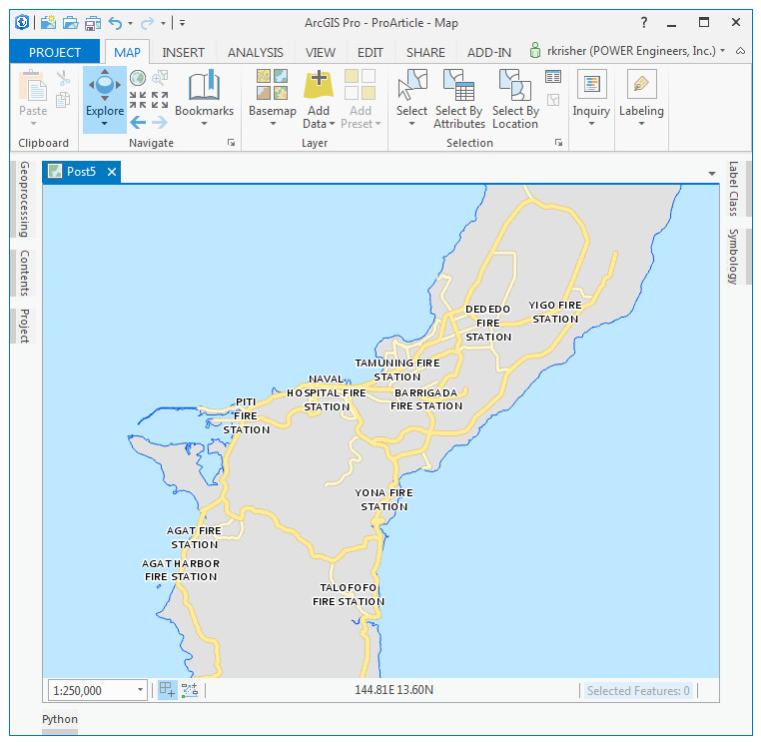 ArcGIS Pro - ProArticle - Map
?
PROJECT MAP INSERT ANALYSIS VIEW EDIT SHARE ADD-IN rkrisher (POWER Engineers, Inc.)
Paste Explore Bookmarks Basemap Add Data Add Preset Select Select By Attributes Select By Location Inquiry Labeling
Clipboard Navigate Layer Selection
Geoprocessing
Contents
Project
Post5
Label Class
Symbology
DEDEDO
FIRE
STATION
YIGO FIRE
STATION
TAMUNING FIRE
STATION
NAVAL
HOSPITAL FIRE
STATION
BARRIGADA
FIRE STATION
PITI
FIRE
STATION
YONA FIRE
STATION
AGAT FIRE
STATION
AGAT HARBOR
FIRE STATION
TALOFOFO
FIRE STATION
1:250,000 144.81E 13.60N Selected Features: 0
Python